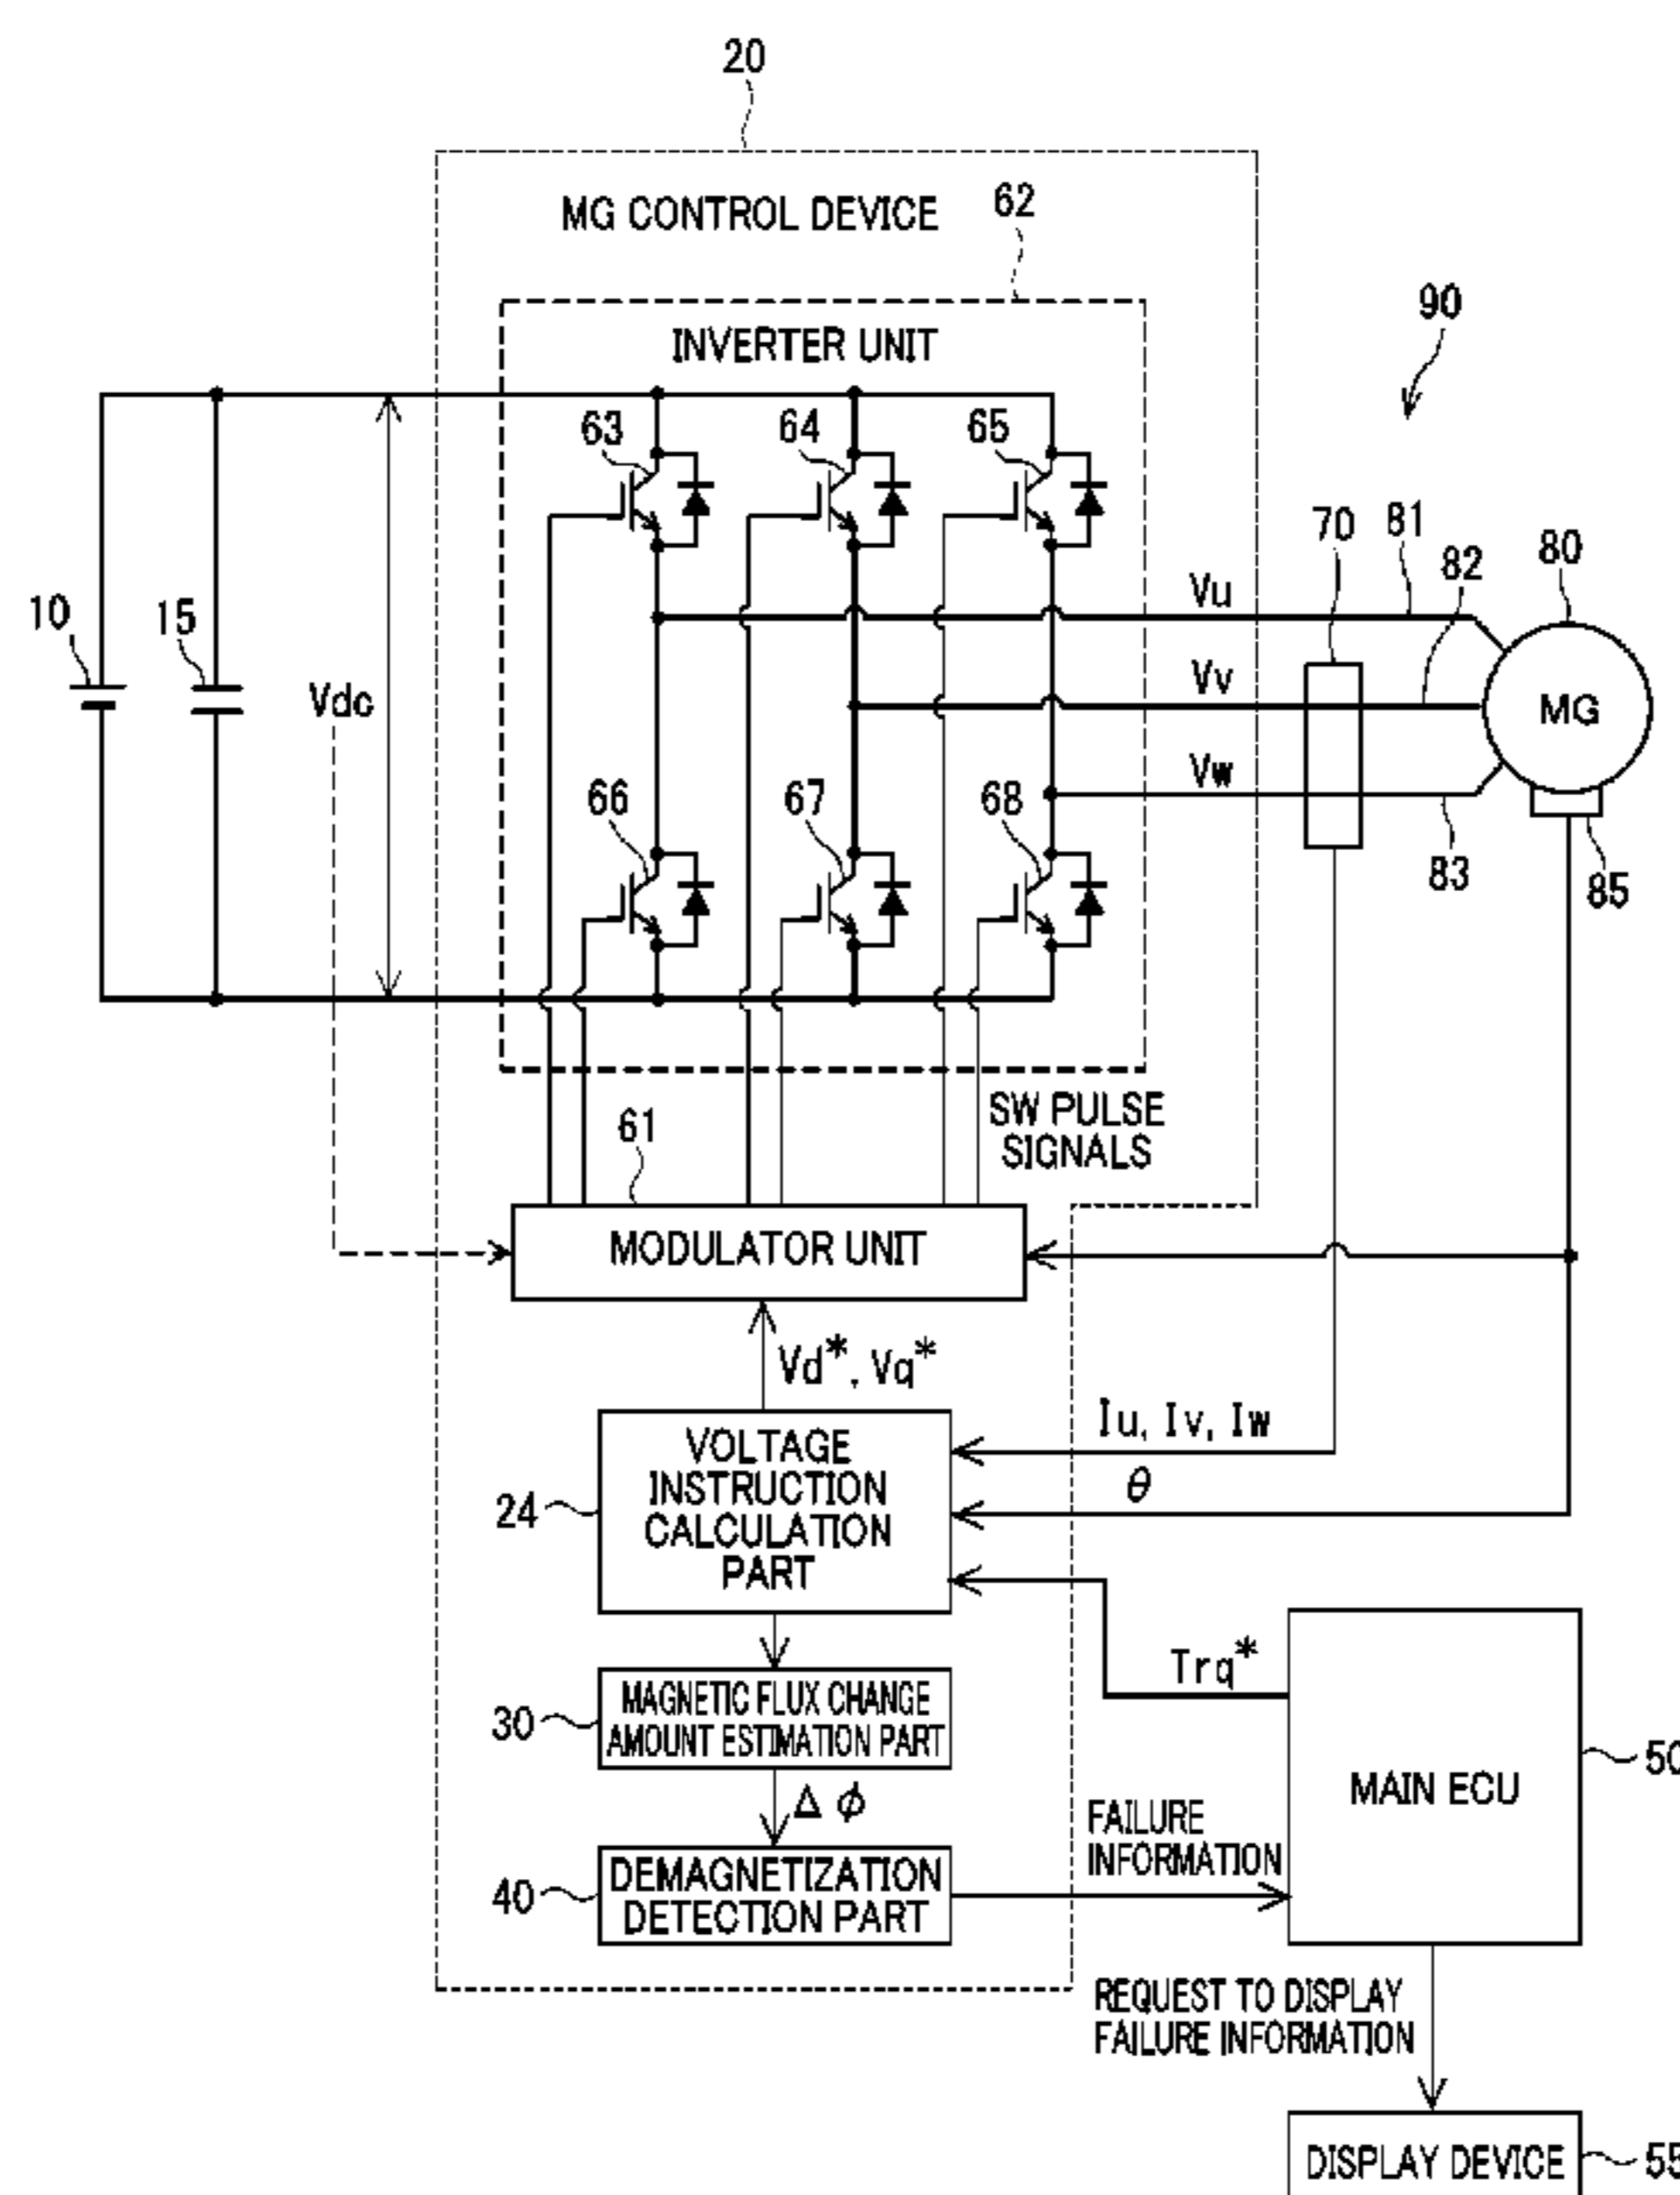 20
MG CONTROL DEVICE
62
INVERTER UNIT
90
63
64
65
70
81
82
80
10
15
Vdc
Vu
Vv
Vw
MG
66
67
68
83
85
SW PULSE
SIGNALS
61
MODULATOR UNIT
Vd*, Vq*
Iu, Iv, Iw
θ
24
VOLTAGE
INSTRUCTION
CALCULATION
PART
Trq*
30
MAGNETIC FLUX CHANGE
AMOUNT ESTIMATION PART
50
MAIN ECU
Δ φ
FAILURE
INFORMATION
40
DEMAGNETIZATION
DETECTION PART
REQUEST TO DISPLAY
FAILURE INFORMATION
DISPLAY DEVICE
55